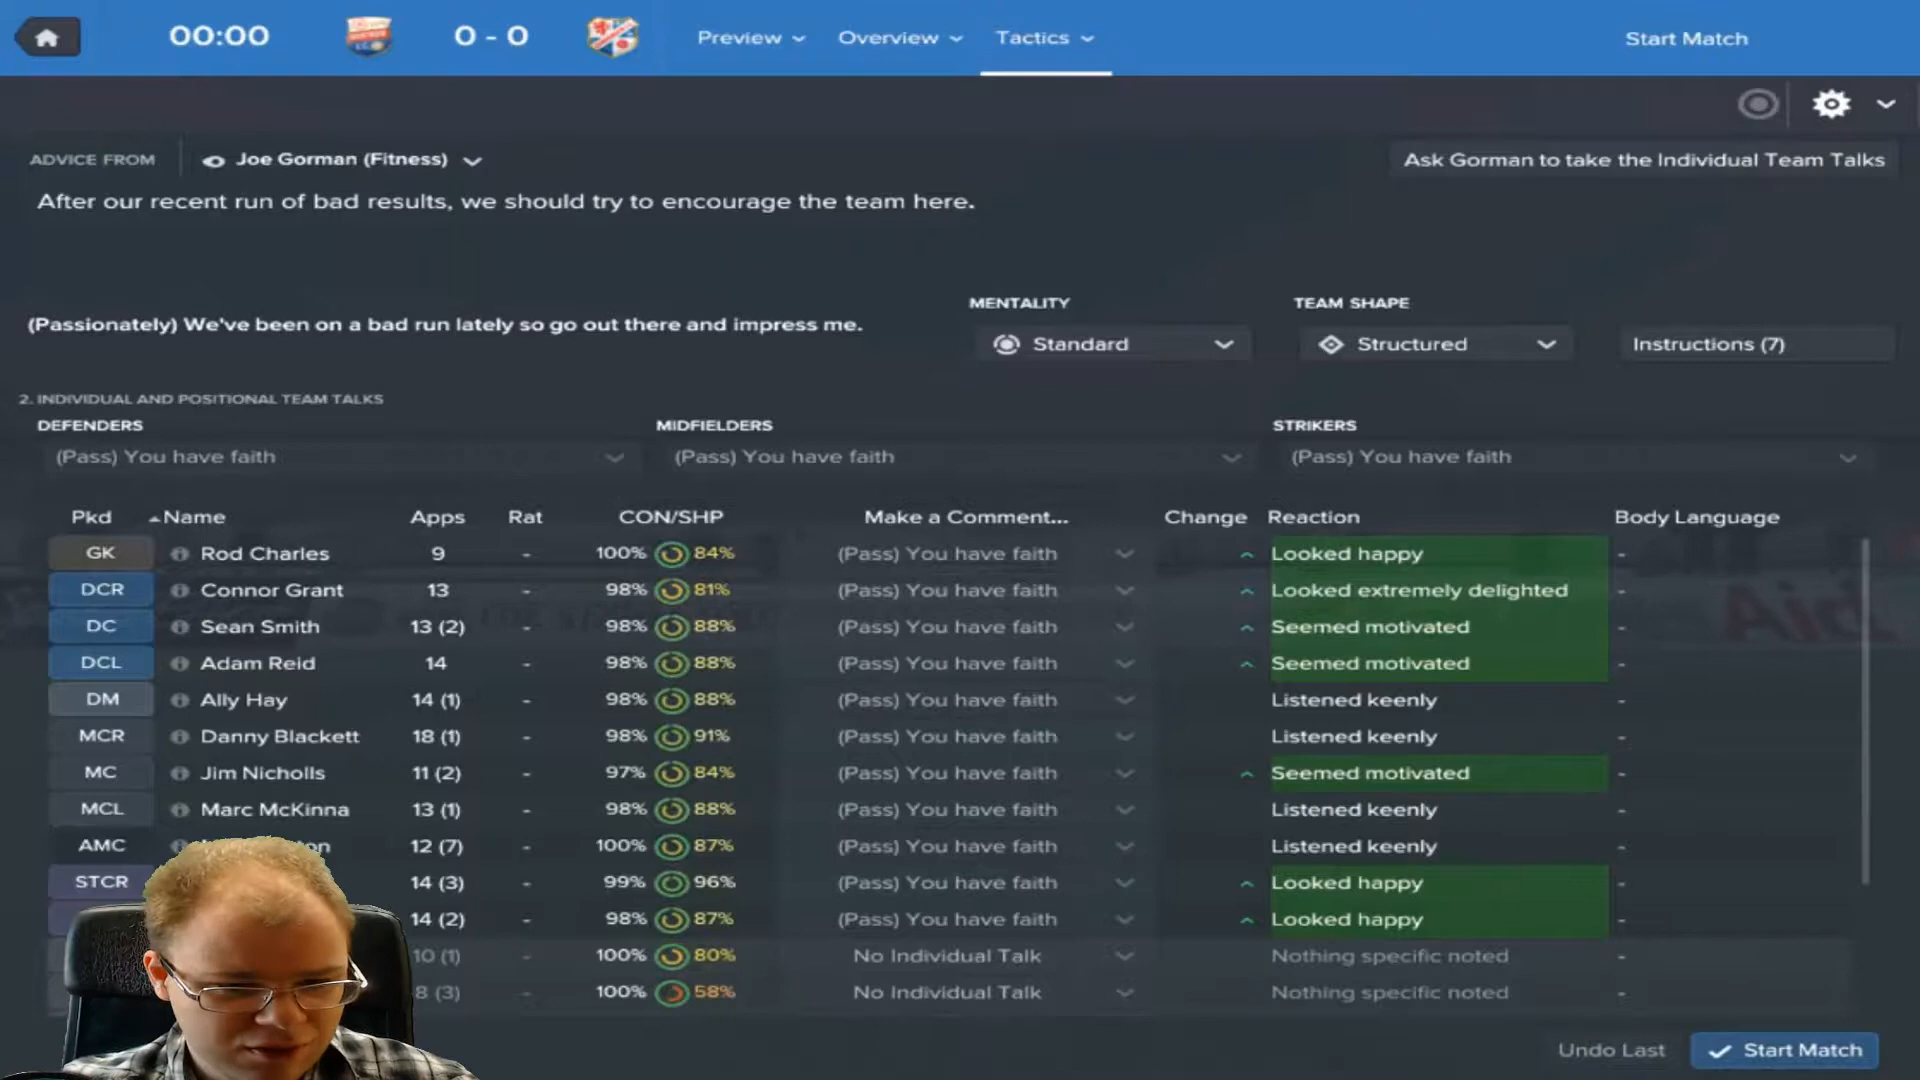 00:00 0 - 0 Preview Overview Tactics Start Match
ADVICE FROM Joe Gorman (Fitness) Ask Gorman to take the Individual Team Talks
After our recent run of bad results, we should try to encourage the team here.
MENTALITY TEAM SHAPE
(Passionately) We've been on a bad run lately so go out there and impress me. Standard Structured Instructions (7)
2. INDIVIDUAL AND POSITIONAL TEAM TALKS
DEFENDERS MIDFIELDERS STRIKERS
(Pass) You have faith (Pass) You have faith (Pass) You have faith
Pkd Name Apps Rat CON/SHP Make a Comment... Change Reaction Body Language
GK Rod Charles 9 - 100% 84% (Pass) You have faith Looked happy -
DCR Connor Grant 13 - 98% 81% (Pass) You have faith Looked extremely delighted -
DC Sean Smith 13 (2) - 98% 88% (Pass) You have faith Seemed motivated -
DCL Adam Reid 14 - 98% 88% (Pass) You have faith Seemed motivated -
DM Ally Hay 14 (1) - 98% 88% (Pass) You have faith Listened keenly -
MCR Danny Blackett 18 (1) - 98% 91% (Pass) You have faith Listened keenly -
MC Jim Nicholls 11 (2) - 97% 84% (Pass) You have faith Seemed motivated -
MCL Marc McKinna 13 (1) - 98% 88% (Pass) You have faith Listened keenly -
AMC 12 (7) - 100% 87% (Pass) You have faith Listened keenly -
STCR 14 (3) - 99% 96% (Pass) You have faith Looked happy -
14 (2) - 98% 87% (Pass) You have faith Looked happy -
10 (1) - 100% 80% No Individual Talk Nothing specific noted -
8 (3) - 100% 58% No Individual Talk Nothing specific noted -
Undo Last Start Match